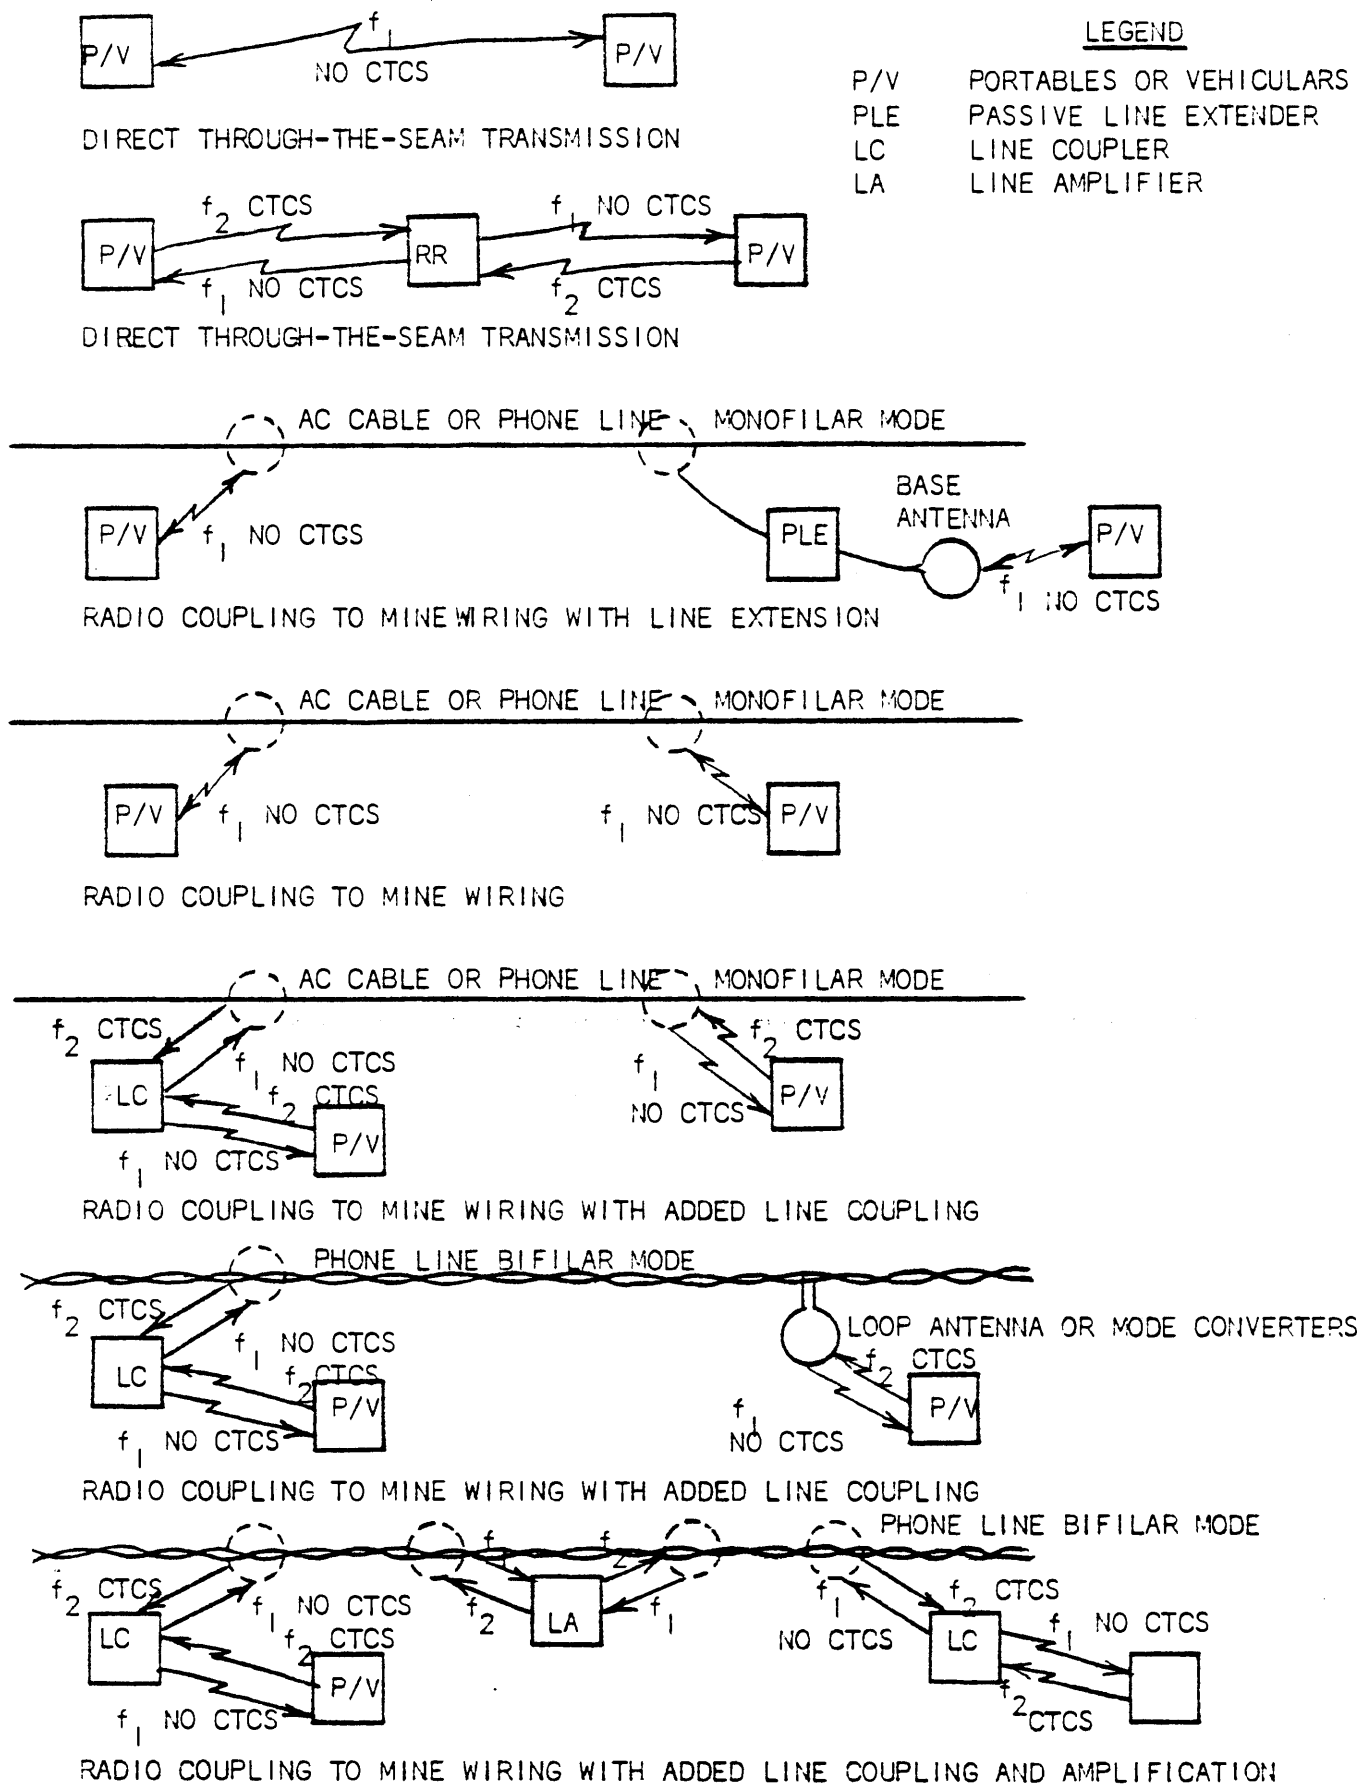 LEGEND
P/V PORTABLES OR VEHICULARS
PLE PASSIVE LINE EXTENDER
LC LINE COUPLER
LA LINE AMPLIFIER
P/V f1 P/V
NO CTCS
DIRECT THROUGH-THE-SEAM TRANSMISSION
f2 CTCS f1 NO CTCS
P/V RR P/V
f1 NO CTCS f2 CTCS
DIRECT THROUGH-THE-SEAM TRANSMISSION
AC CABLE OR PHONE LINE MONOFILAR MODE
BASE
ANTENNA
P/V f1 NO CTGS PLE P/V
f1 NO CTCS
RADIO COUPLING TO MINE WIRING WITH LINE EXTENSION
AC CABLE OR PHONE LINE MONOFILAR MODE
P/V f1 NO CTCS f1 NO CTCS P/V
RADIO COUPLING TO MINE WIRING
AC CABLE OR PHONE LINE MONOFILAR MODE
f2 CTCS f2 CTCS
f1 NO CTCS f1
LC f2 CTCS NO CTCS P/V
P/V
f1 NO CTCS
RADIO COUPLING TO MINE WIRING WITH ADDED LINE COUPLING
PHONE LINE BIFILAR MODE
f2 CTCS LOOP ANTENNA OR MODE CONVERTERS
f1 NO CTCS f2 CTCS
LC f2 CTCS
P/V f1 P/V
f1 NO CTCS NO CTCS
RADIO COUPLING TO MINE WIRING WITH ADDED LINE COUPLING
PHONE LINE BIFILAR MODE
f1 f2
f2 CTCS f2 CTCS
f1 NO CTCS f2 LA f1 f1
LC f2 CTCS NO CTCS LC f1 NO CTCS
P/V f2 CTCS
f1 NO CTCS
RADIO COUPLING TO MINE WIRING WITH ADDED LINE COUPLING AND AMPLIFICATION